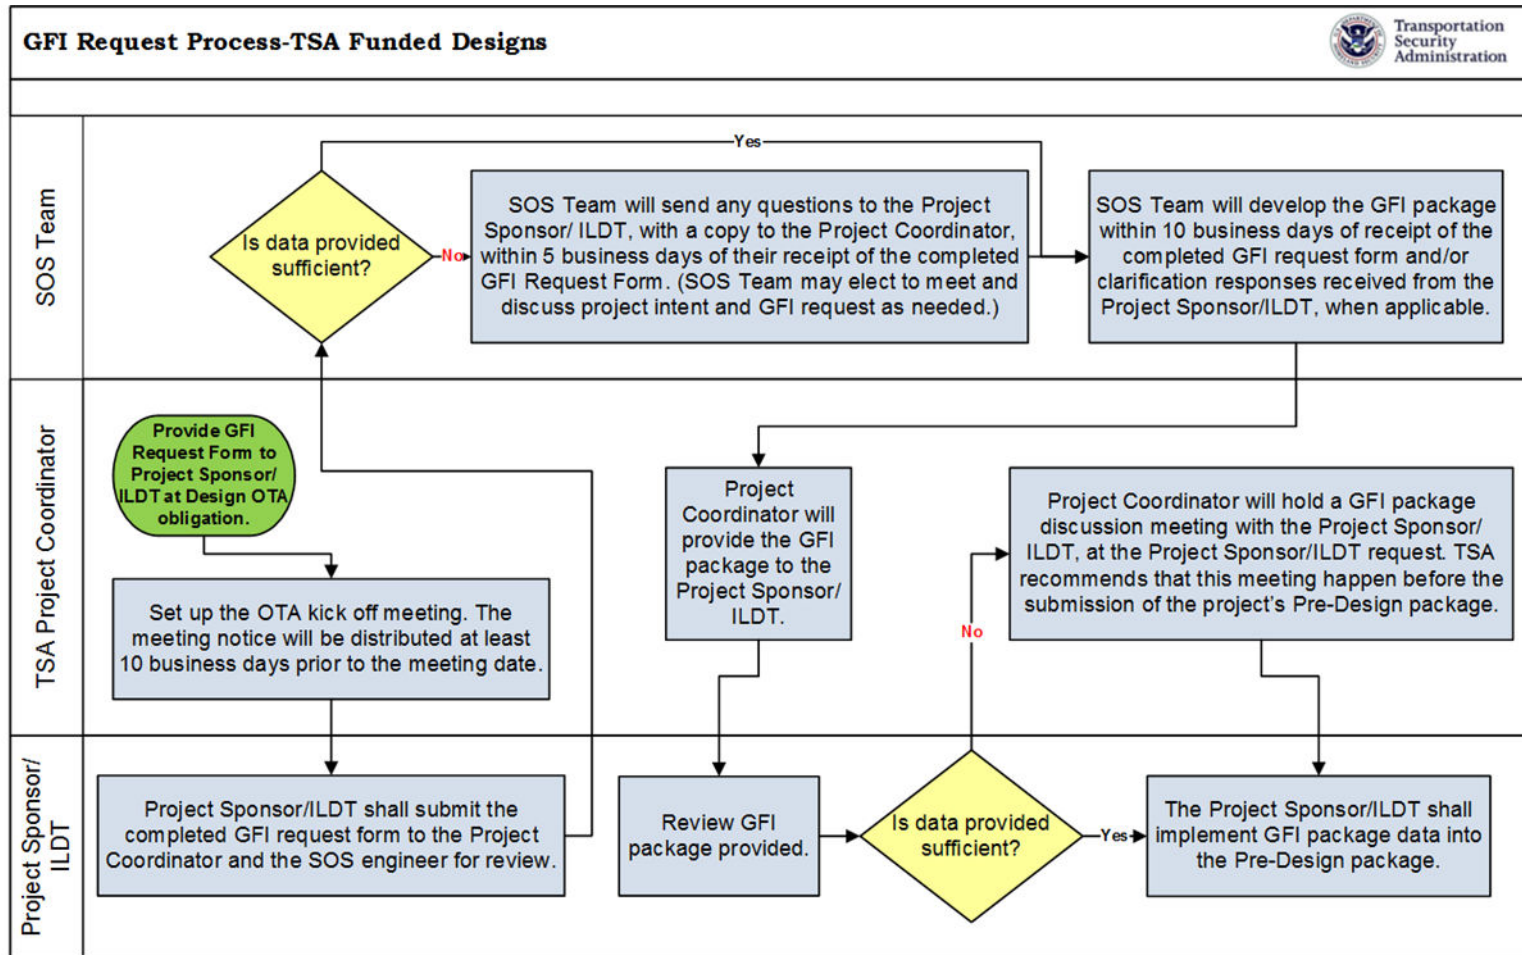 GFI Request Process-TSA Funded Designs
Transportation
Security
Administration
SOS Team
Yes
Is data provided
sufficient?
No
SOS Team will send any questions to the Project
Sponsor/ ILDT, with a copy to the Project Coordinator,
within 5 business days of their receipt of the completed
GFI Request Form. (SOS Team may elect to meet and
discuss project intent and GFI request as needed.)
SOS Team will develop the GFI package
within 10 business days of receipt of the
completed GFI request form and/or
clarification responses received from the
Project Sponsor/ILDT, when applicable.
TSA Project Coordinator
Provide GFI
Request Form to
Project Sponsor/
ILDT at Design OTA
obligation.
Set up the OTA kick off meeting. The
meeting notice will be distributed at least
10 business days prior to the meeting date.
Project
Coordinator will
provide the GFI
package to the
Project Sponsor/
ILDT.
Project Coordinator will hold a GFI package
discussion meeting with the Project Sponsor/
ILDT, at the Project Sponsor/ILDT request. TSA
recommends that this meeting happen before the
submission of the project's Pre-Design package.
No
Project Sponsor/
ILDT
Project Sponsor/ILDT shall submit the
completed GFI request form to the Project
Coordinator and the SOS engineer for review.
Review GFI
package provided.
Is data provided
sufficient?
Yes
The Project Sponsor/ILDT shall
implement GFI package data into
the Pre-Design package.